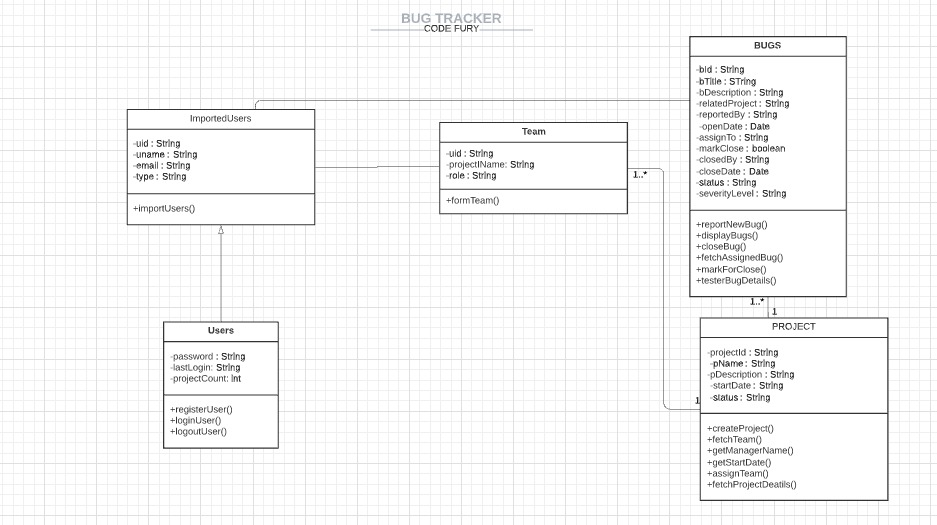 BUG TRACKER
CODE FURY
ImportedUsers
-uid : String
-uname : String
-email : String
-type : String
+importUsers()
Team
-uid : String
-projectName: String
-role : String
+formTeam()
1..*
BUGS
-bId : String
-bTitle : STring
-bDescription : String
-relatedProject : String
-reportedBy : String
-openDate : Date
-assignTo : String
-markClose : boolean
-closedBy : String
-closeDate : Date
-status : String
-severityLevel : String
+reportNewBug()
+displayBugs()
+closeBug()
+fetchAssignedBug()
+markForClose()
+testerBugDetails()
1..*
1
Users
-password : String
-lastLogin: String
-projectCount: Int
+registerUser()
+loginUser()
+logoutUser()
PROJECT
-projectId : String
-pName : String
-pDescription : String
-startDate : String
-status : String
1
+createProject()
+fetchTeam()
+getManagerName()
+getStartDate()
+assignTeam()
+fetchProjectDeatils()